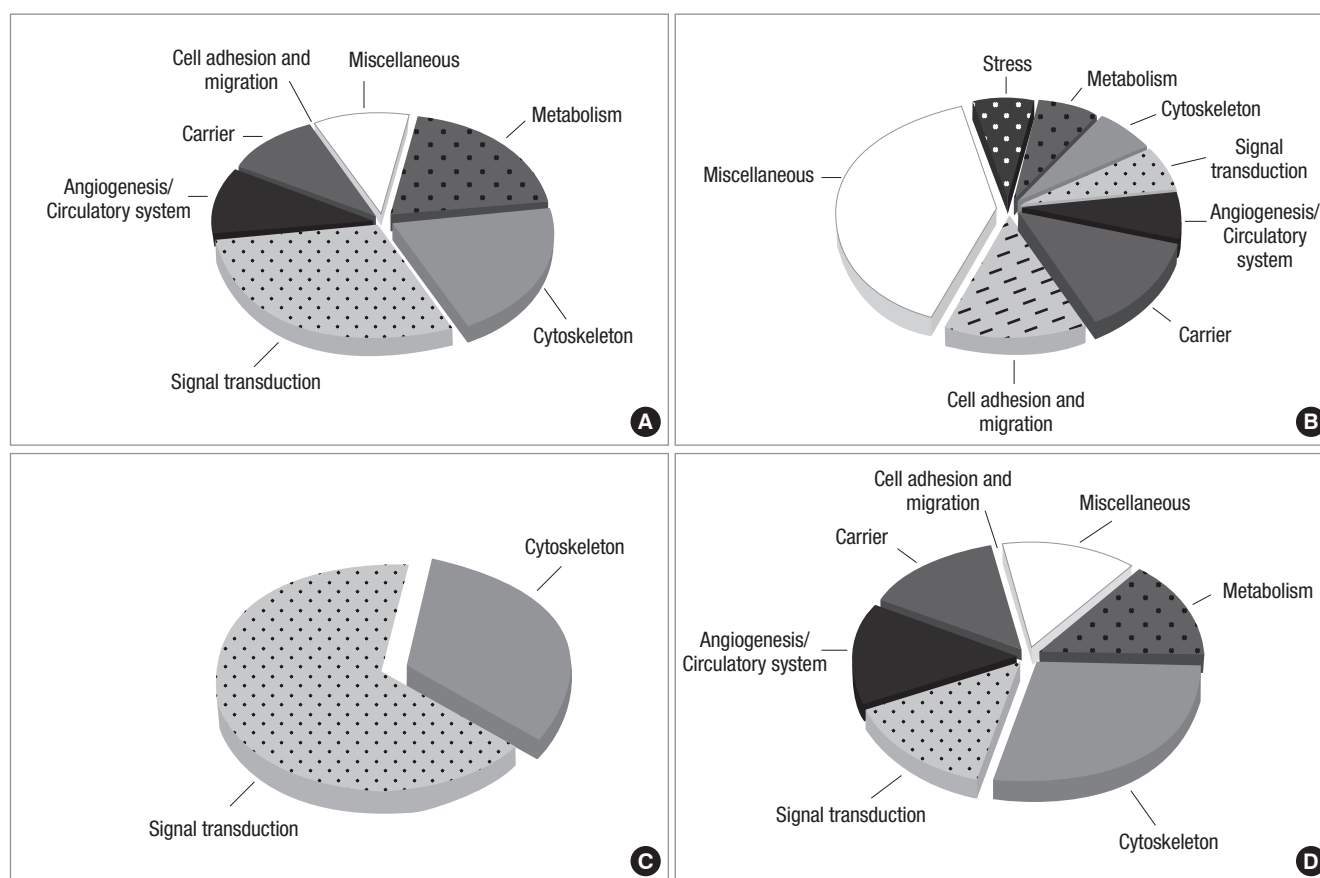 Cell adhesion and
migration
Miscellaneous
Metabolism
Carrier
Angiogenesis/
Circulatory system
Cytoskeleton
Signal transduction
A
Stress
Metabolism
Cytoskeleton
Signal
transduction
Miscellaneous
Angiogenesis/
Circulatory
system
Carrier
Cell adhesion and
migration
B
Cytoskeleton
Signal transduction
C
Cell adhesion and
migration
Miscellaneous
Carrier
Metabolism
Angiogenesis/
Circulatory system
Signal transduction
Cytoskeleton
D